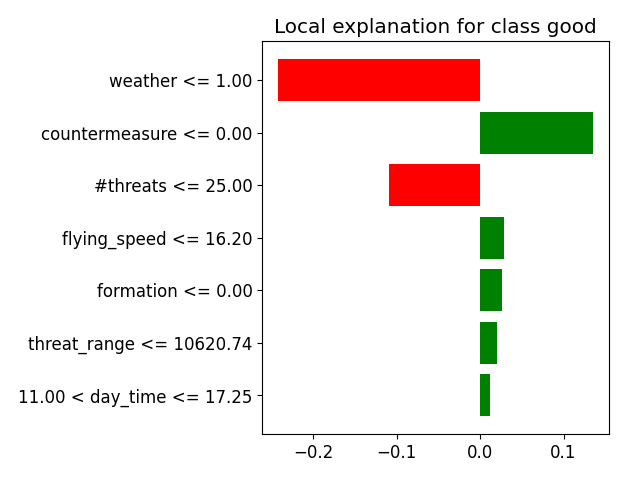 Local explanation for class good
weather <= 1.00
countermeasure <= 0.00
#threats <= 25.00
flying_speed <= 16.20
formation <= 0.00
threat_range <= 10620.74
11.00 < day_time <= 17.25
−0.2 −0.1 0.0 0.1